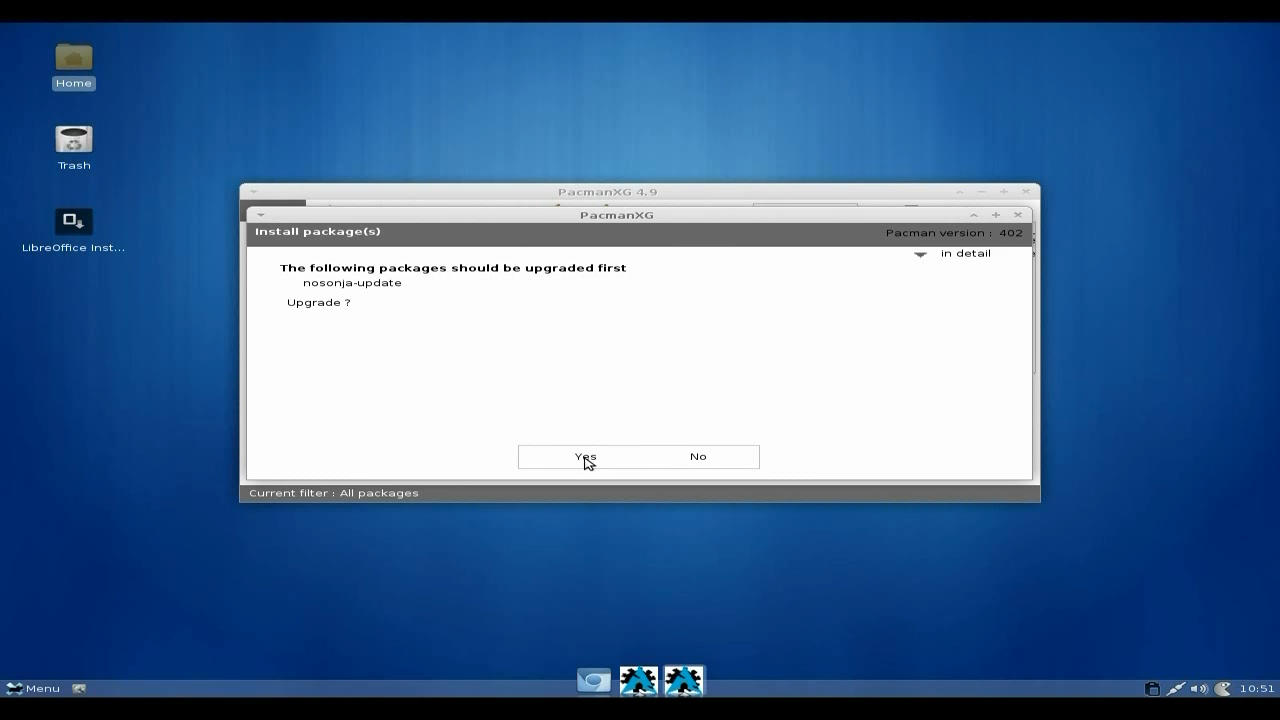 Home
Trash
LibreOffice Inst...
PacmanXG 4.9
PacmanXG
Install package(s)
Pacman version : 402
in detail
The following packages should be upgraded first
nosonja-update
Upgrade ?
Yes
No
Current filter : All packages
Menu
10:51